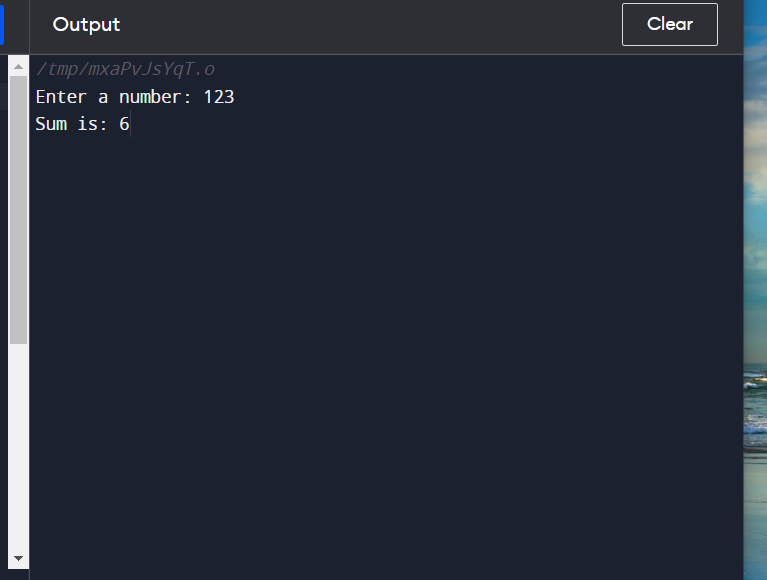 Output
Clear
/tmp/mxaPvJsYqT.o
Enter a number: 123
Sum is: 6